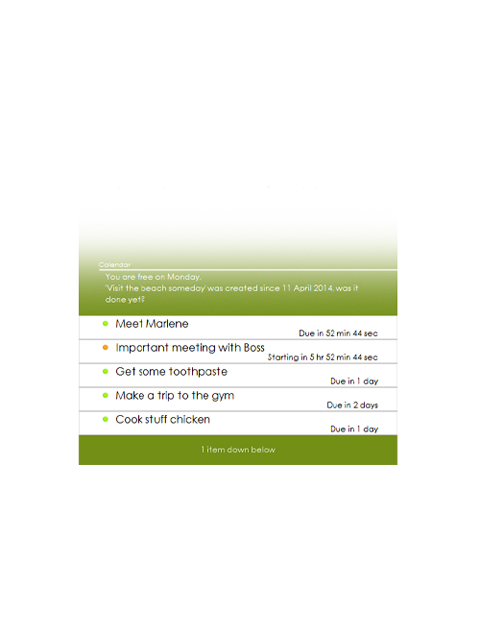 Calendar
You are free on Monday.
'Visit the beach someday' was created since 11 April 2014, was it
done yet?
Meet Marlene
Due in 52 min 44 sec
Important meeting with Boss
Starting in 5 hr 52 min 44 sec
Get some toothpaste
Due in 1 day
Make a trip to the gym
Due in 2 days
Cook stuff chicken
Due in 1 day
1 item down below